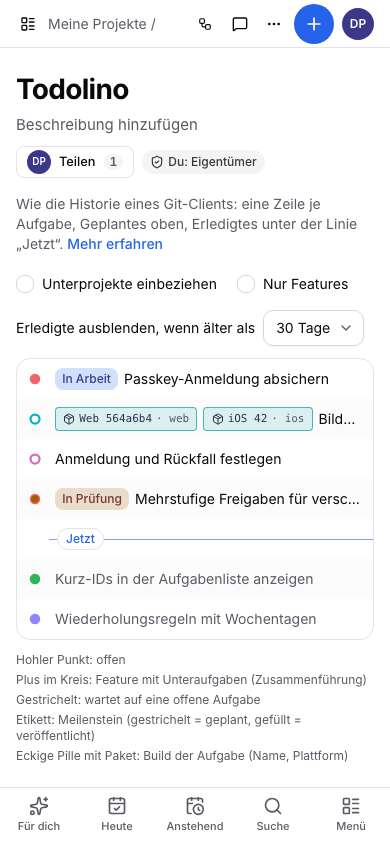 Meine Projekte /
DP
Todolino
Beschreibung hinzufügen
DP Teilen 1 Du: Eigentümer
Wie die Historie eines Git-Clients: eine Zeile je
Aufgabe, Geplantes oben, Erledigtes unter der Linie
„Jetzt“. Mehr erfahren
Unterprojekte einbeziehen Nur Features
Erledigte ausblenden, wenn älter als 30 Tage
In Arbeit Passkey-Anmeldung absichern
Web 564a6b4 · web iOS 42 · ios Bild…
Anmeldung und Rückfall festlegen
In Prüfung Mehrstufige Freigaben für versc…
Jetzt
Kurz-IDs in der Aufgabenliste anzeigen
Wiederholungsregeln mit Wochentagen
Hohler Punkt: offen
Plus im Kreis: Feature mit Unteraufgaben (Zusammenführung)
Gestrichelt: wartet auf eine offene Aufgabe
Etikett: Meilenstein (gestrichelt = geplant, gefüllt =
veröffentlicht)
Eckige Pille mit Paket: Build der Aufgabe (Name, Plattform)
Für dich Heute Anstehend Suche Menü